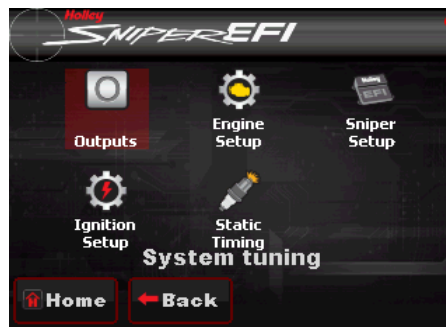 Holley
SNIPER EFI
Outputs
Engine
Setup
Holley
EFI
Sniper
Setup
Ignition
Setup
Static
Timing
System tuning
Home
Back